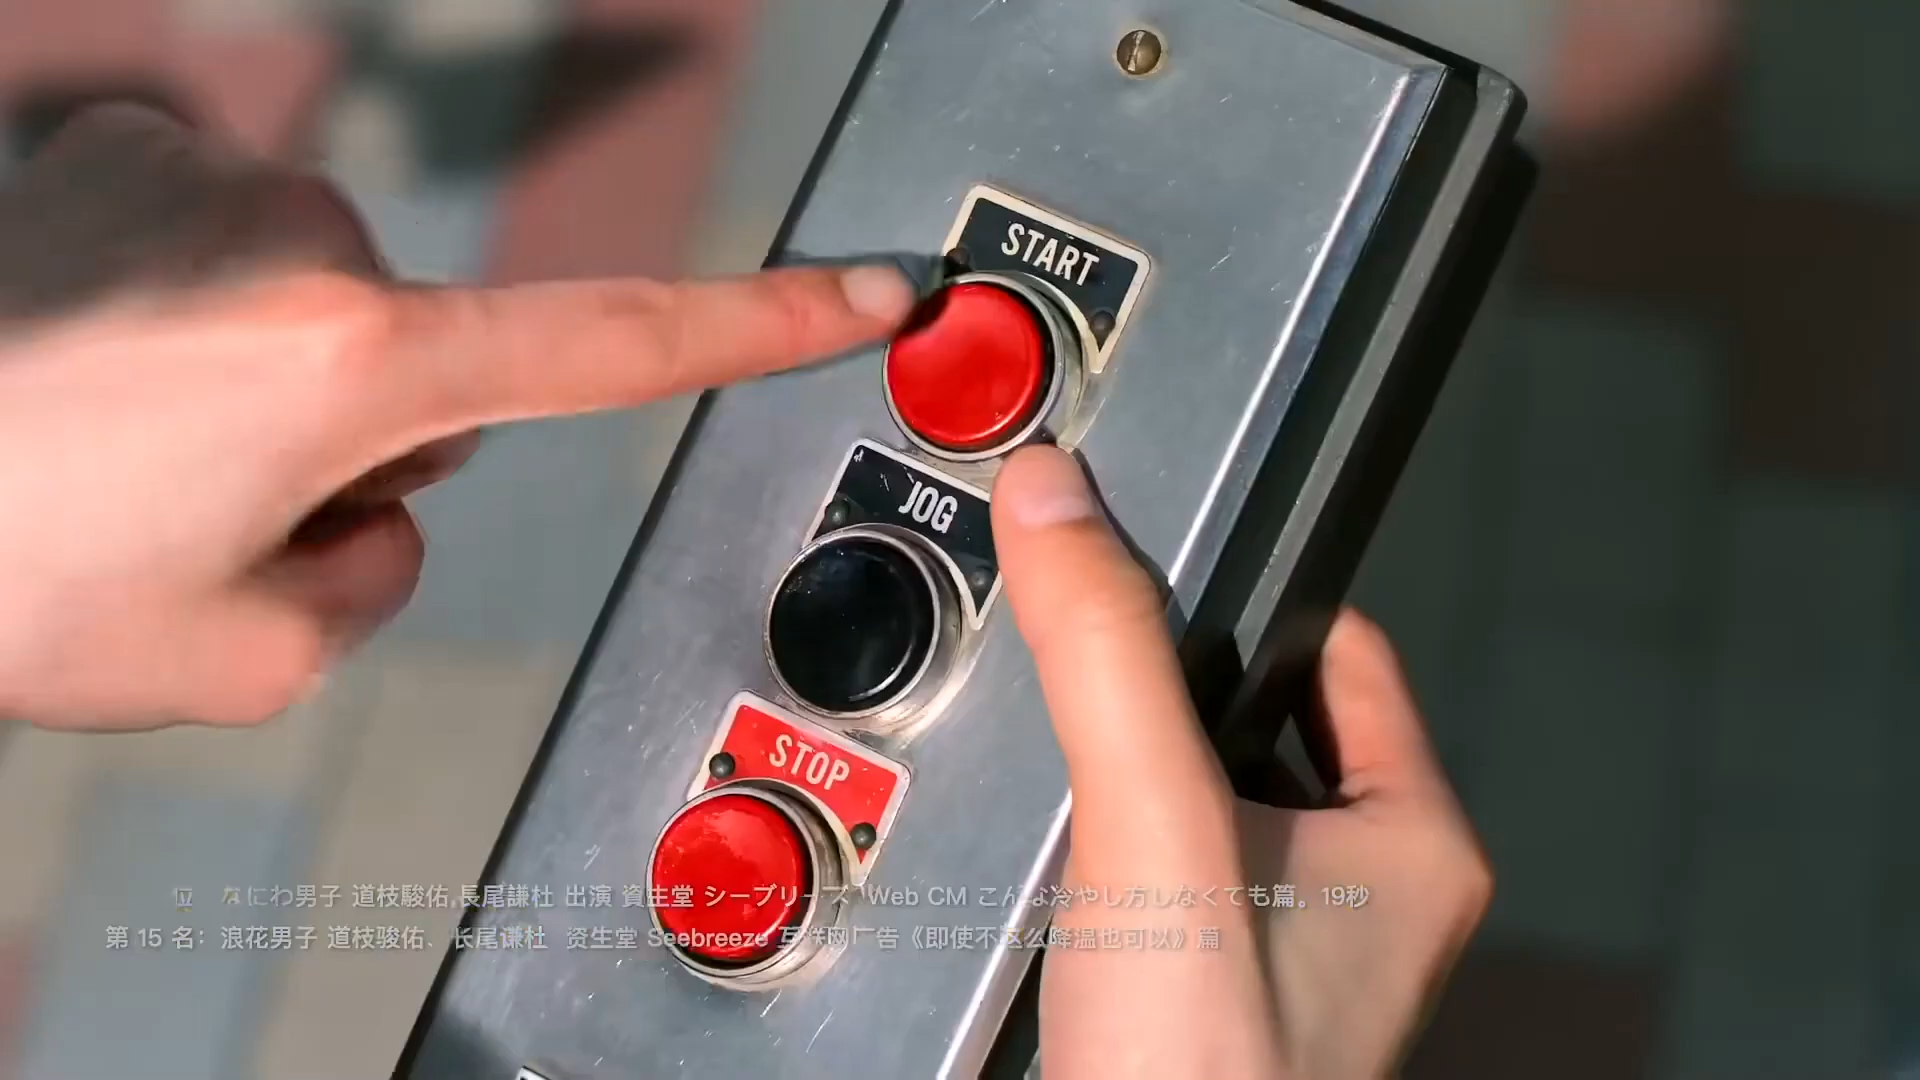 START
JOG
STOP
なにわ男子 道枝駿佑,長尾謙杜 出演 資生堂 シーブリーズ Web CM こんな冷やし方しなくても篇。19秒
第 15 名：浪花男子 道枝骏佑、长尾谦杜 资生堂 Seebreeze 互联网广告《即使不这么降温也可以》篇